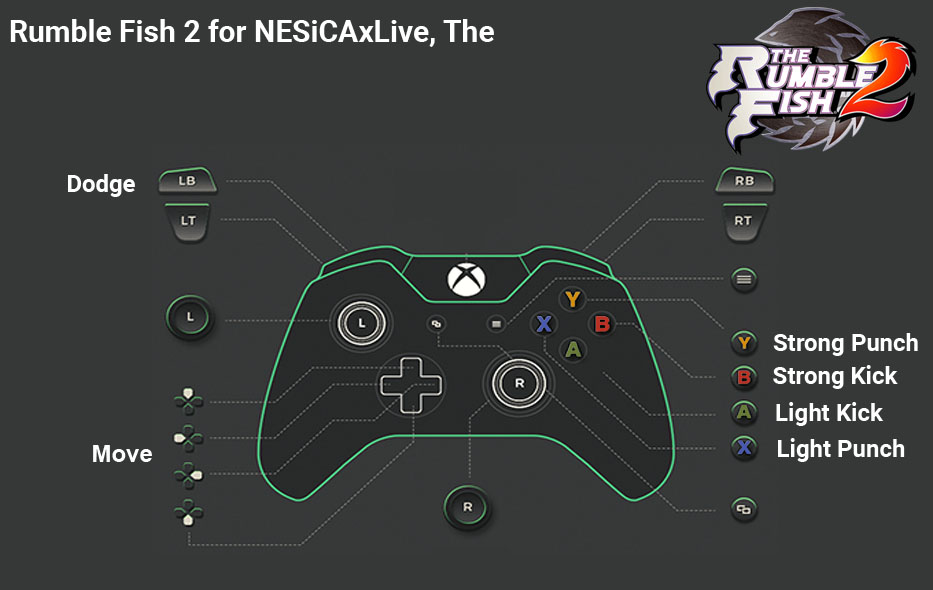 Rumble Fish 2 for NESiCAxLive, The
THE
RUMBLE
FISH 2
Dodge
LB
RB
LT
RT
L
L
Y
X
B
A
Y Strong Punch
B Strong Kick
R
A Light Kick
Move
X Light Punch
R